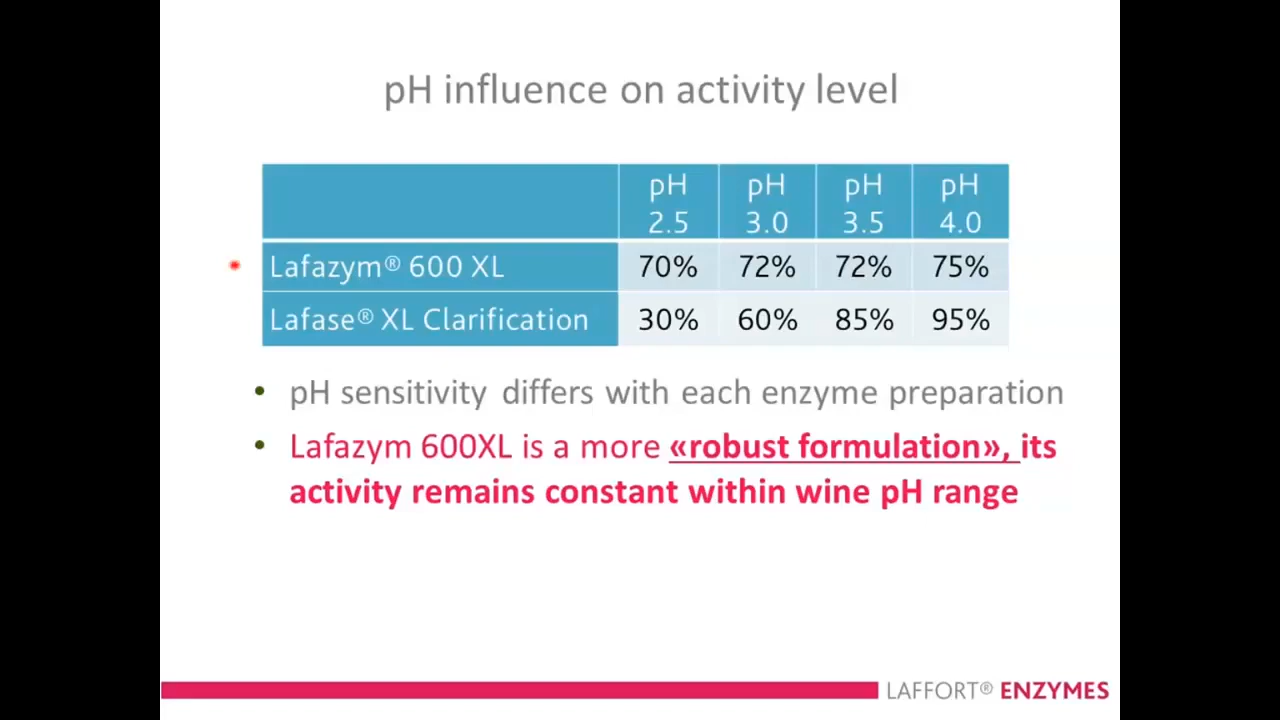 pH influence on activity level
pH 2.5 pH 3.0 pH 3.5 pH 4.0
Lafazym® 600 XL 70% 72% 72% 75%
Lafase® XL Clarification 30% 60% 85% 95%
• pH sensitivity differs with each enzyme preparation
• Lafazym 600XL is a more «robust formulation», its
activity remains constant within wine pH range
LAFFORT® ENZYMES